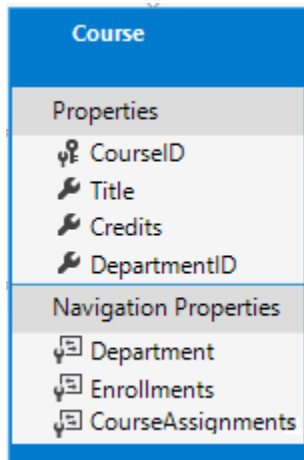 Course
Properties
CourseID
Title
Credits
DepartmentID
Navigation Properties
Department
Enrollments
CourseAssignments